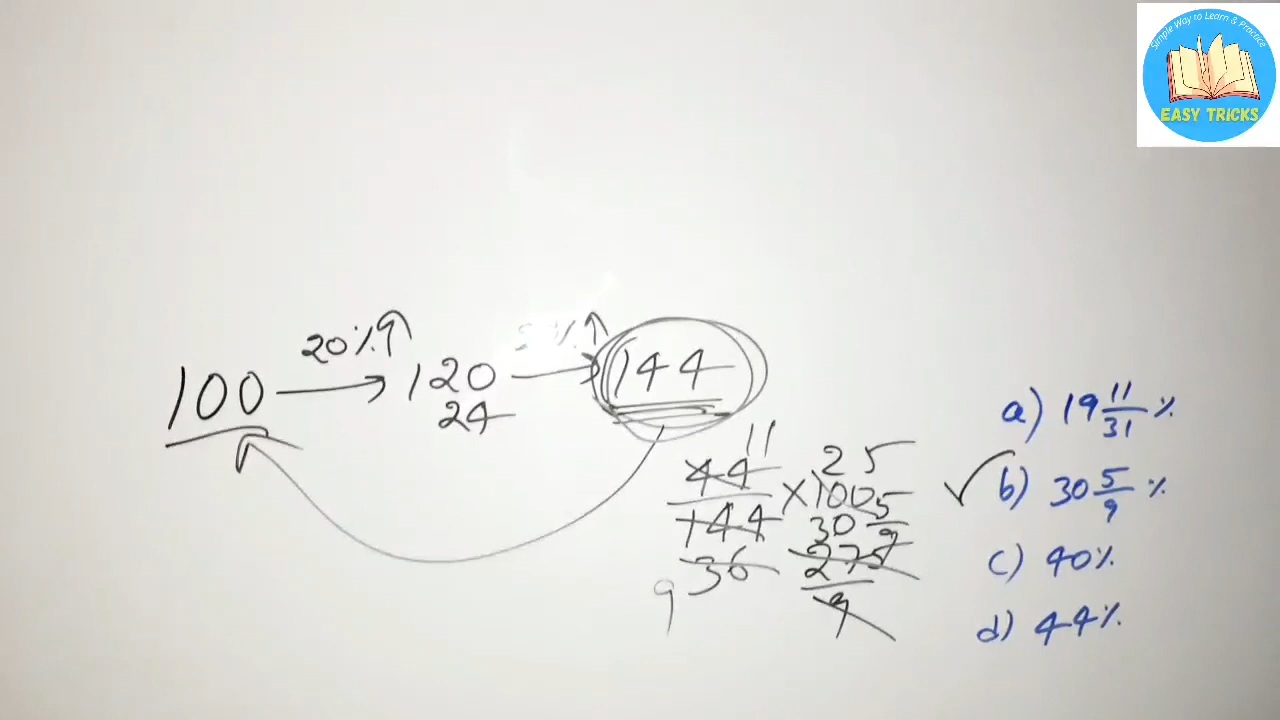 Simple Way to Learn & Practice
EASY TRICKS
20%↑
100 → 120 → 144
24
11
44 25
144 × 100
36 30 5/9
9 275/9
a) 19 11/31 %
✓ b) 30 5/9 %
c) 40%
d) 44%